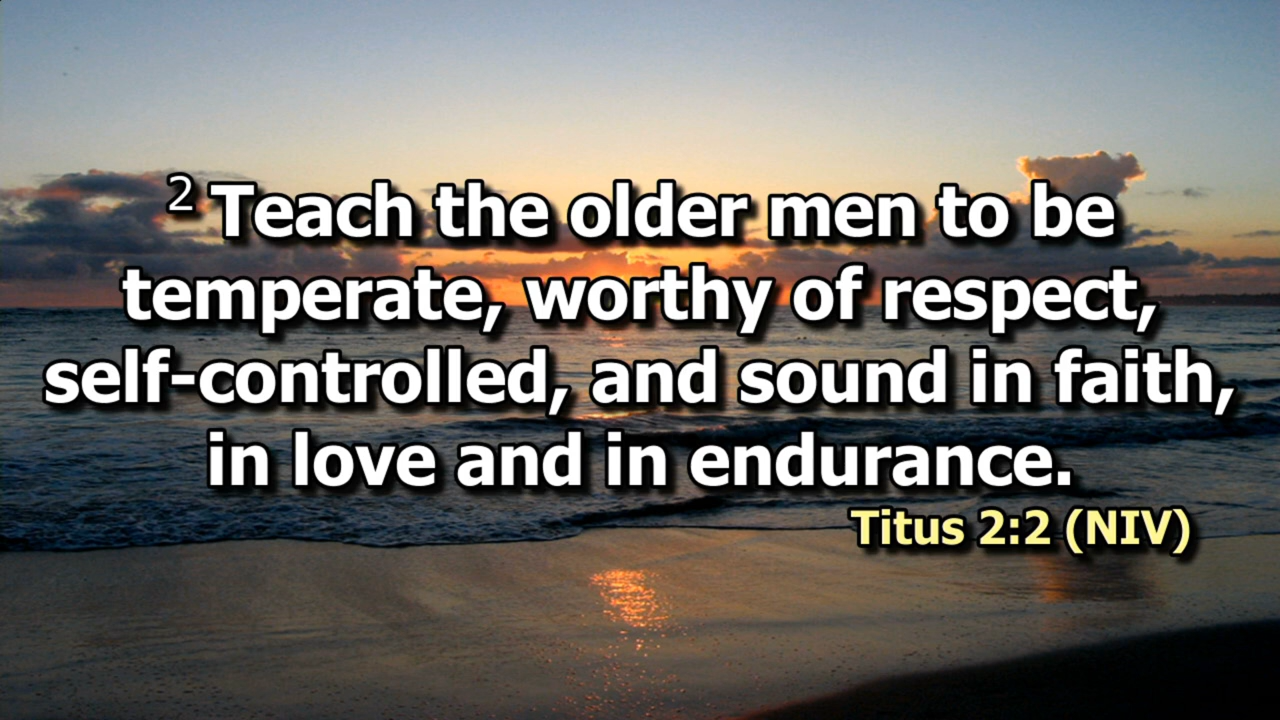 2 Teach the older men to be
temperate, worthy of respect,
self-controlled, and sound in faith,
in love and in endurance.
Titus 2:2 (NIV)